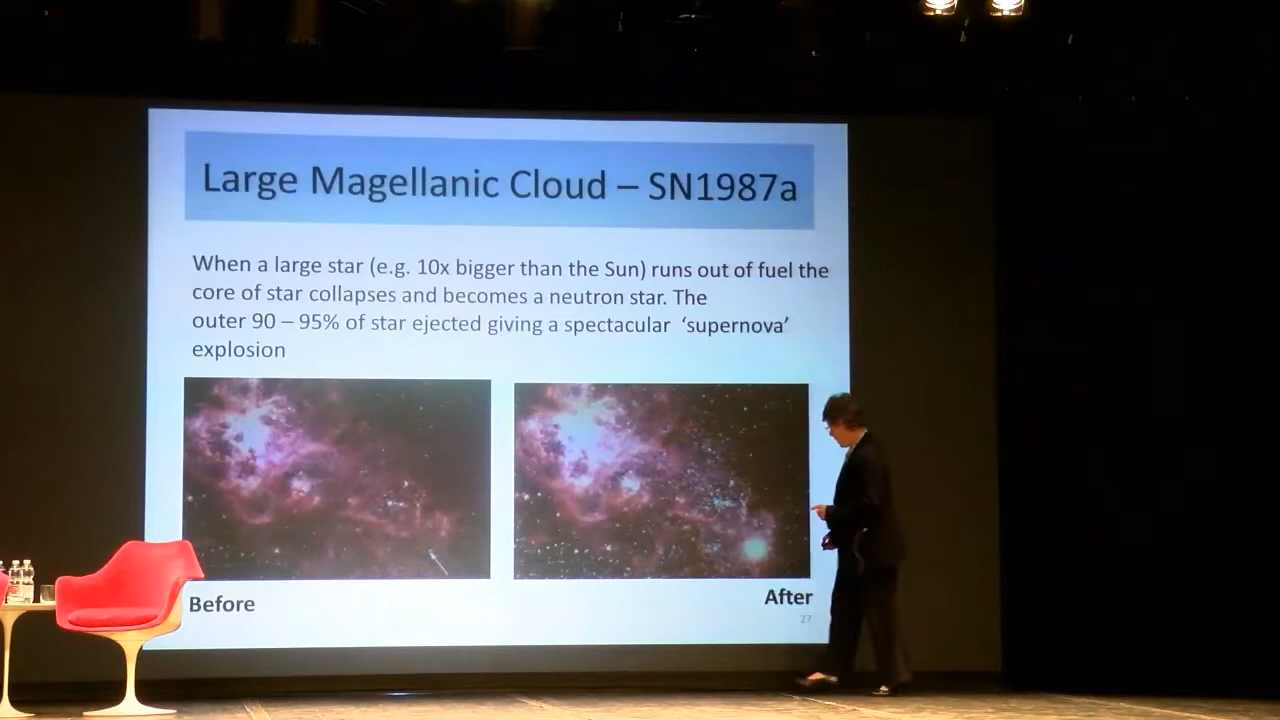 Large Magellanic Cloud – SN1987a
When a large star (e.g. 10x bigger than the Sun) runs out of fuel the
core of star collapses and becomes a neutron star. The
outer 90 – 95% of star ejected giving a spectacular ‘supernova’
explosion
Before
After
27